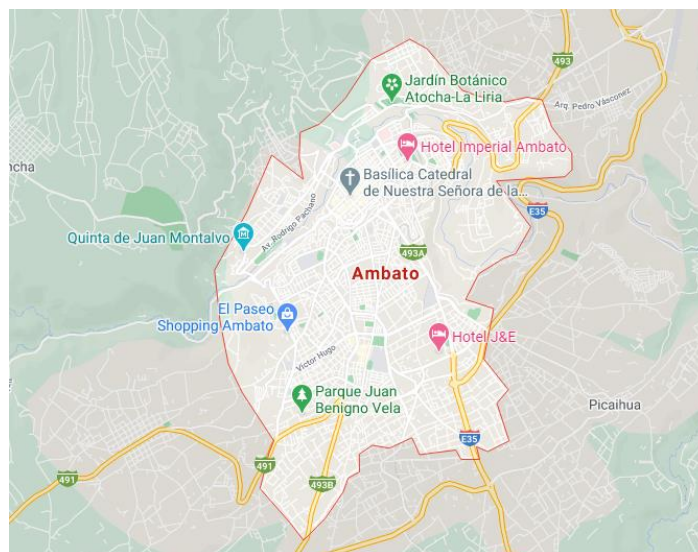 493
Jardín Botánico
Atocha-La Liria
Arq. Pedro Vásconez
Hotel Imperial Ambato
ncha
Basílica Catedral
de Nuestra Señora de la...
Av. Rodrigo Pachano
E35
Quinta de Juan Montalvo
493A
Ambato
El Paseo
Shopping Ambato
Hotel J&E
Victor Hugo
Parque Juan
Benigno Vela
Picaihua
E35
491
491
493B